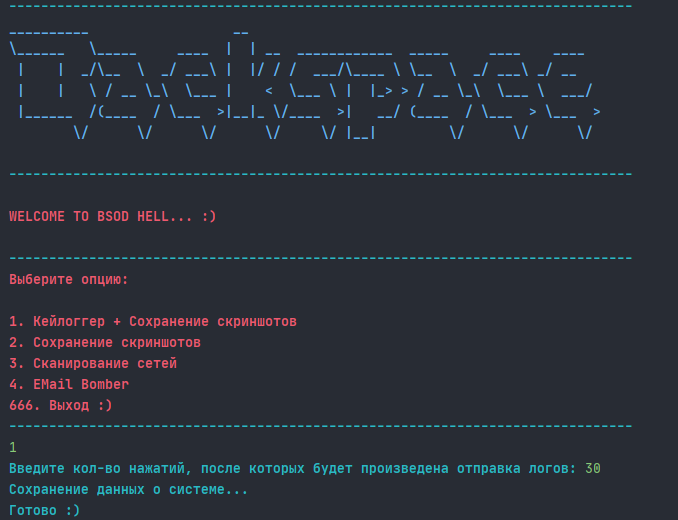 Backspace
WELCOME TO BSOD HELL... :)
Выберите опцию:
1. Кейлоггер + Сохранение скриншотов
2. Сохранение скриншотов
3. Сканирование сетей
4. EMail Bomber
666. Выход :)
1
Введите кол-во нажатий, после которых будет произведена отправка логов: 30
Сохранение данных о системе...
Готово :)